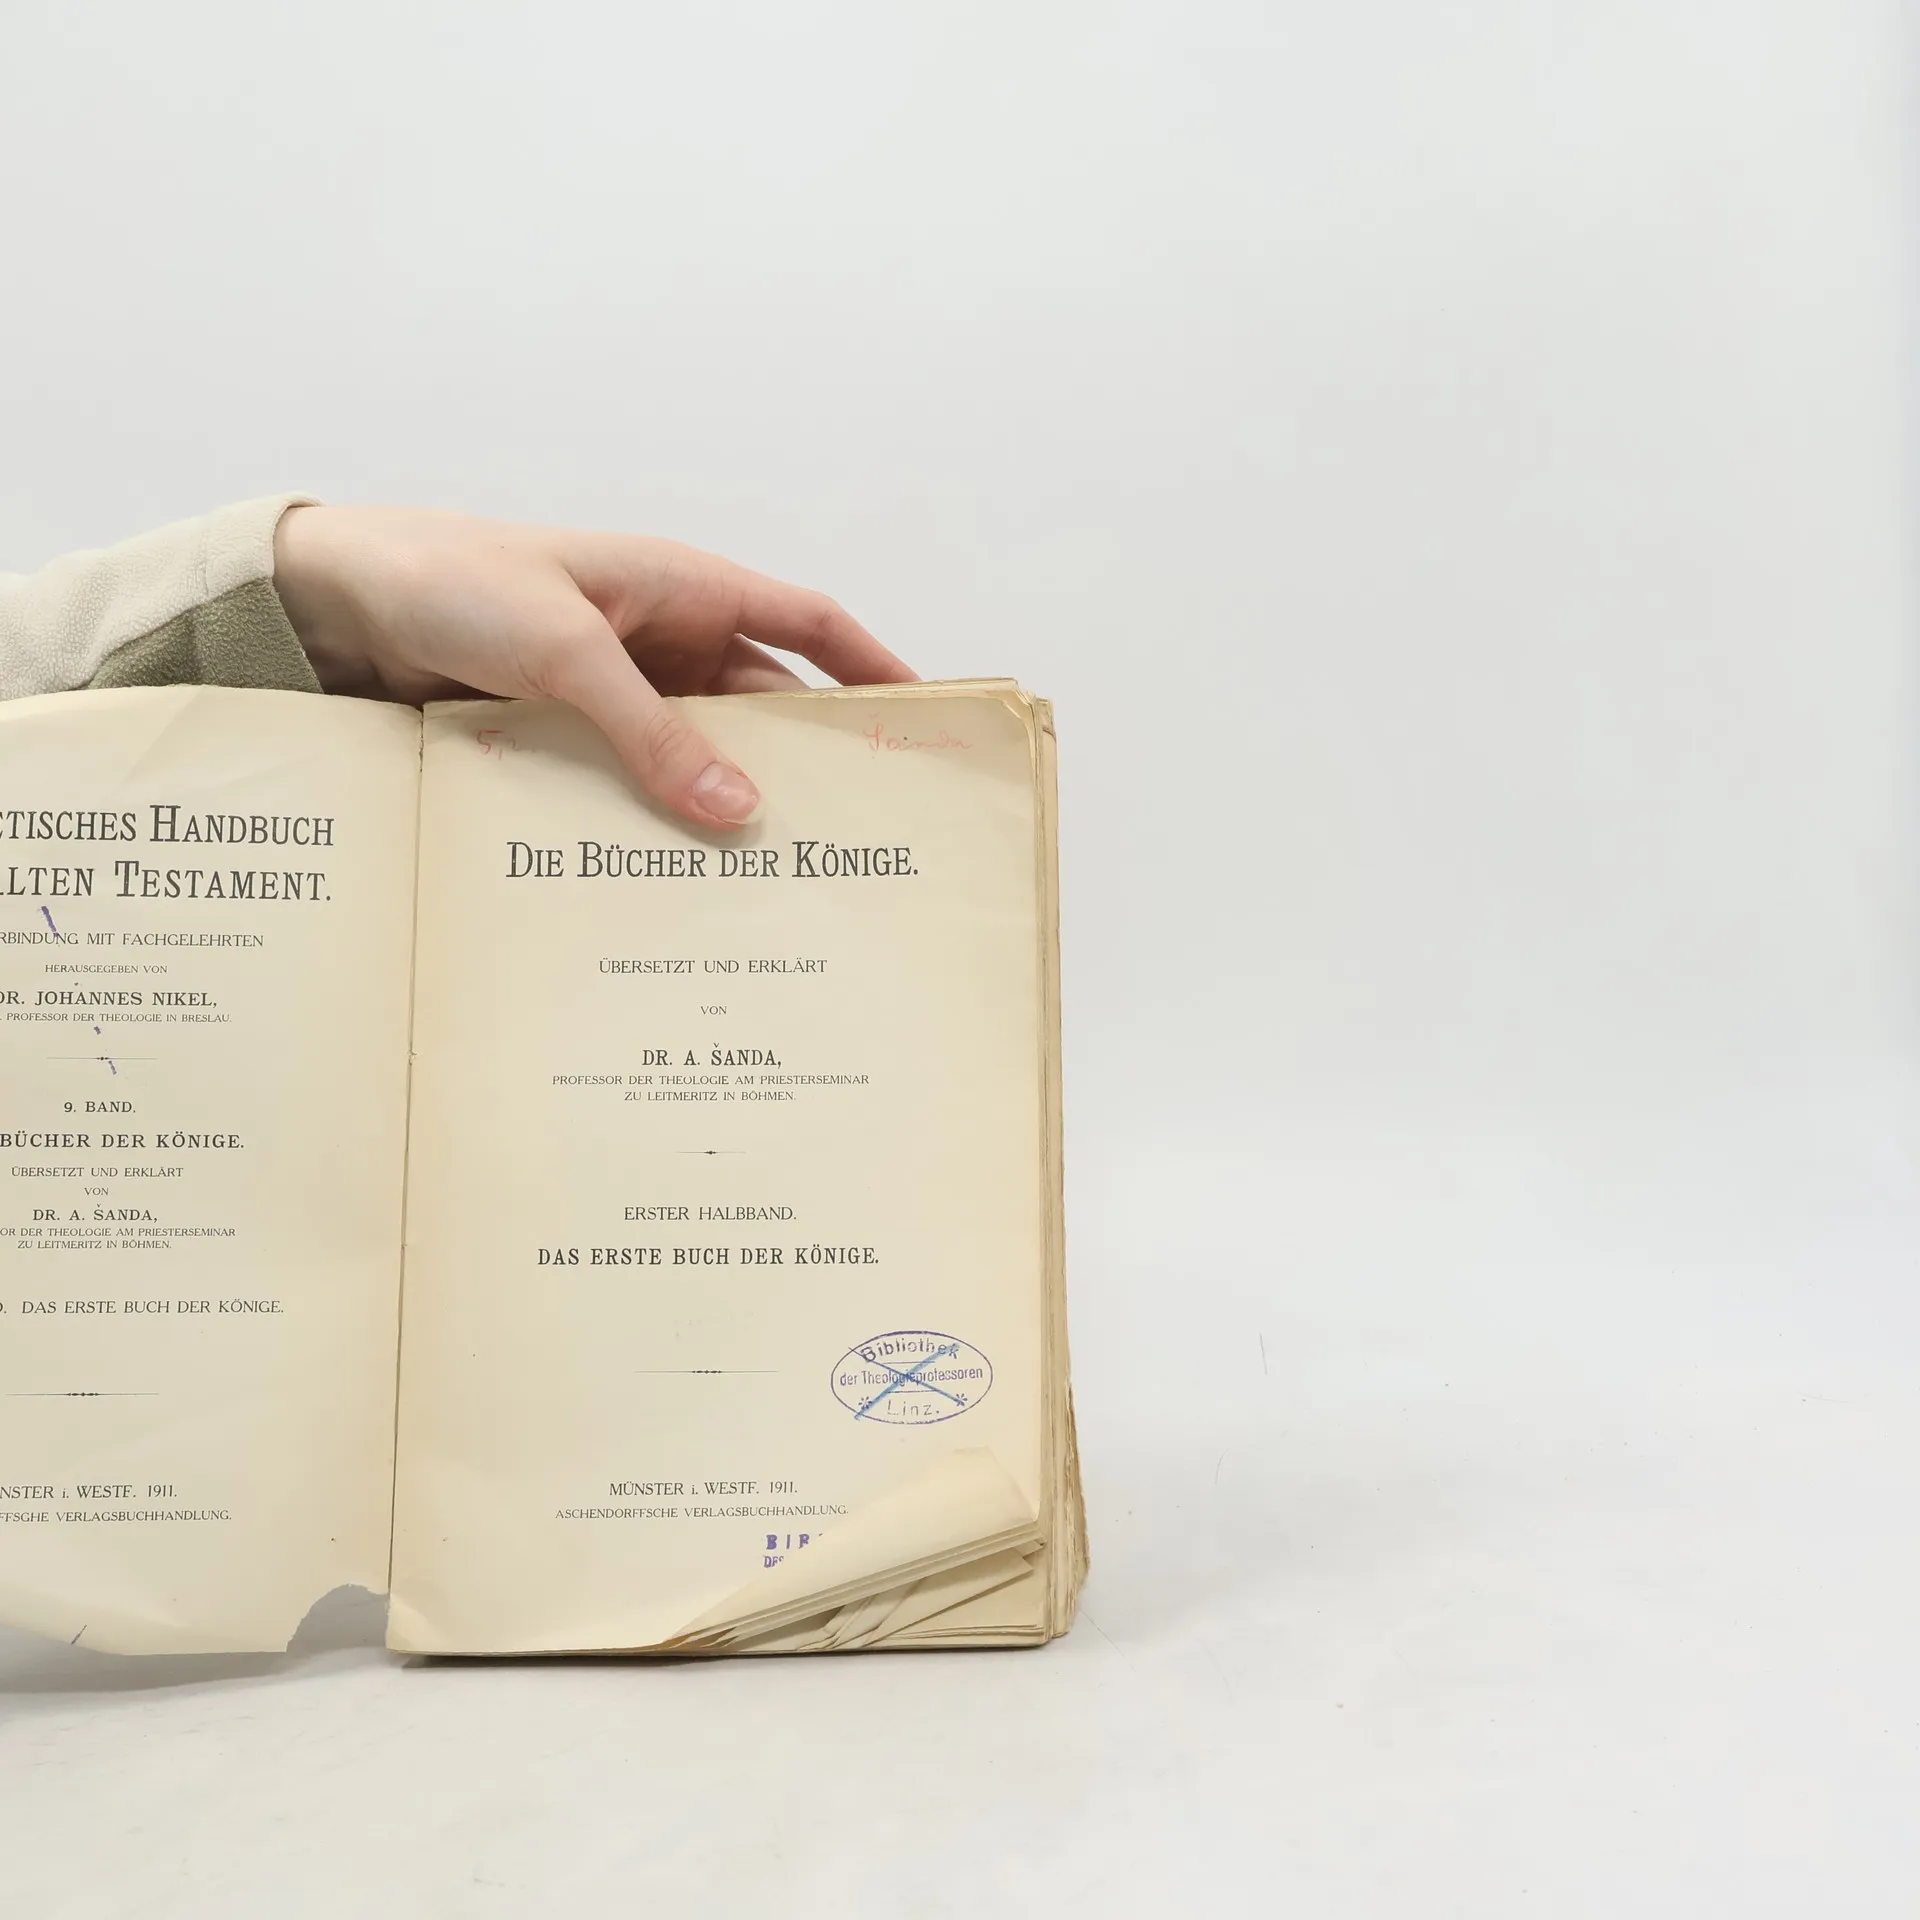 ETISCHES HANDBUCH
ALTEN TESTAMENT.
RBINDUNG MIT FACHGELEHRTEN
HERAUSGEGEBEN VON
DR. JOHANNES NIKEL,
PROFESSOR DER THEOLOGIE IN BRESLAU.
9. BAND.
BÜCHER DER KÖNIGE.
ÜBERSETZT UND ERKLÄRT
VON
DR. A. ŠANDA,
OR DER THEOLOGIE AM PRIESTERSEMINAR
ZU LEITMERITZ IN BÖHMEN.
DAS ERSTE BUCH DER KÖNIGE.
NSTER i. WESTF. 1911.
FFSGHE VERLAGSBUCHHANDLUNG.
Šanda
DIE BÜCHER DER KÖNIGE.
ÜBERSETZT UND ERKLÄRT
VON
DR. A. ŠANDA,
PROFESSOR DER THEOLOGIE AM PRIESTERSEMINAR
ZU LEITMERITZ IN BÖHMEN.
ERSTER HALBBAND.
DAS ERSTE BUCH DER KÖNIGE.
Bibliothek
der Theologieprofessoren
Linz.
MÜNSTER i. WESTF. 1911.
ASCHENDORFFSCHE VERLAGSBUCHHANDLUNG.